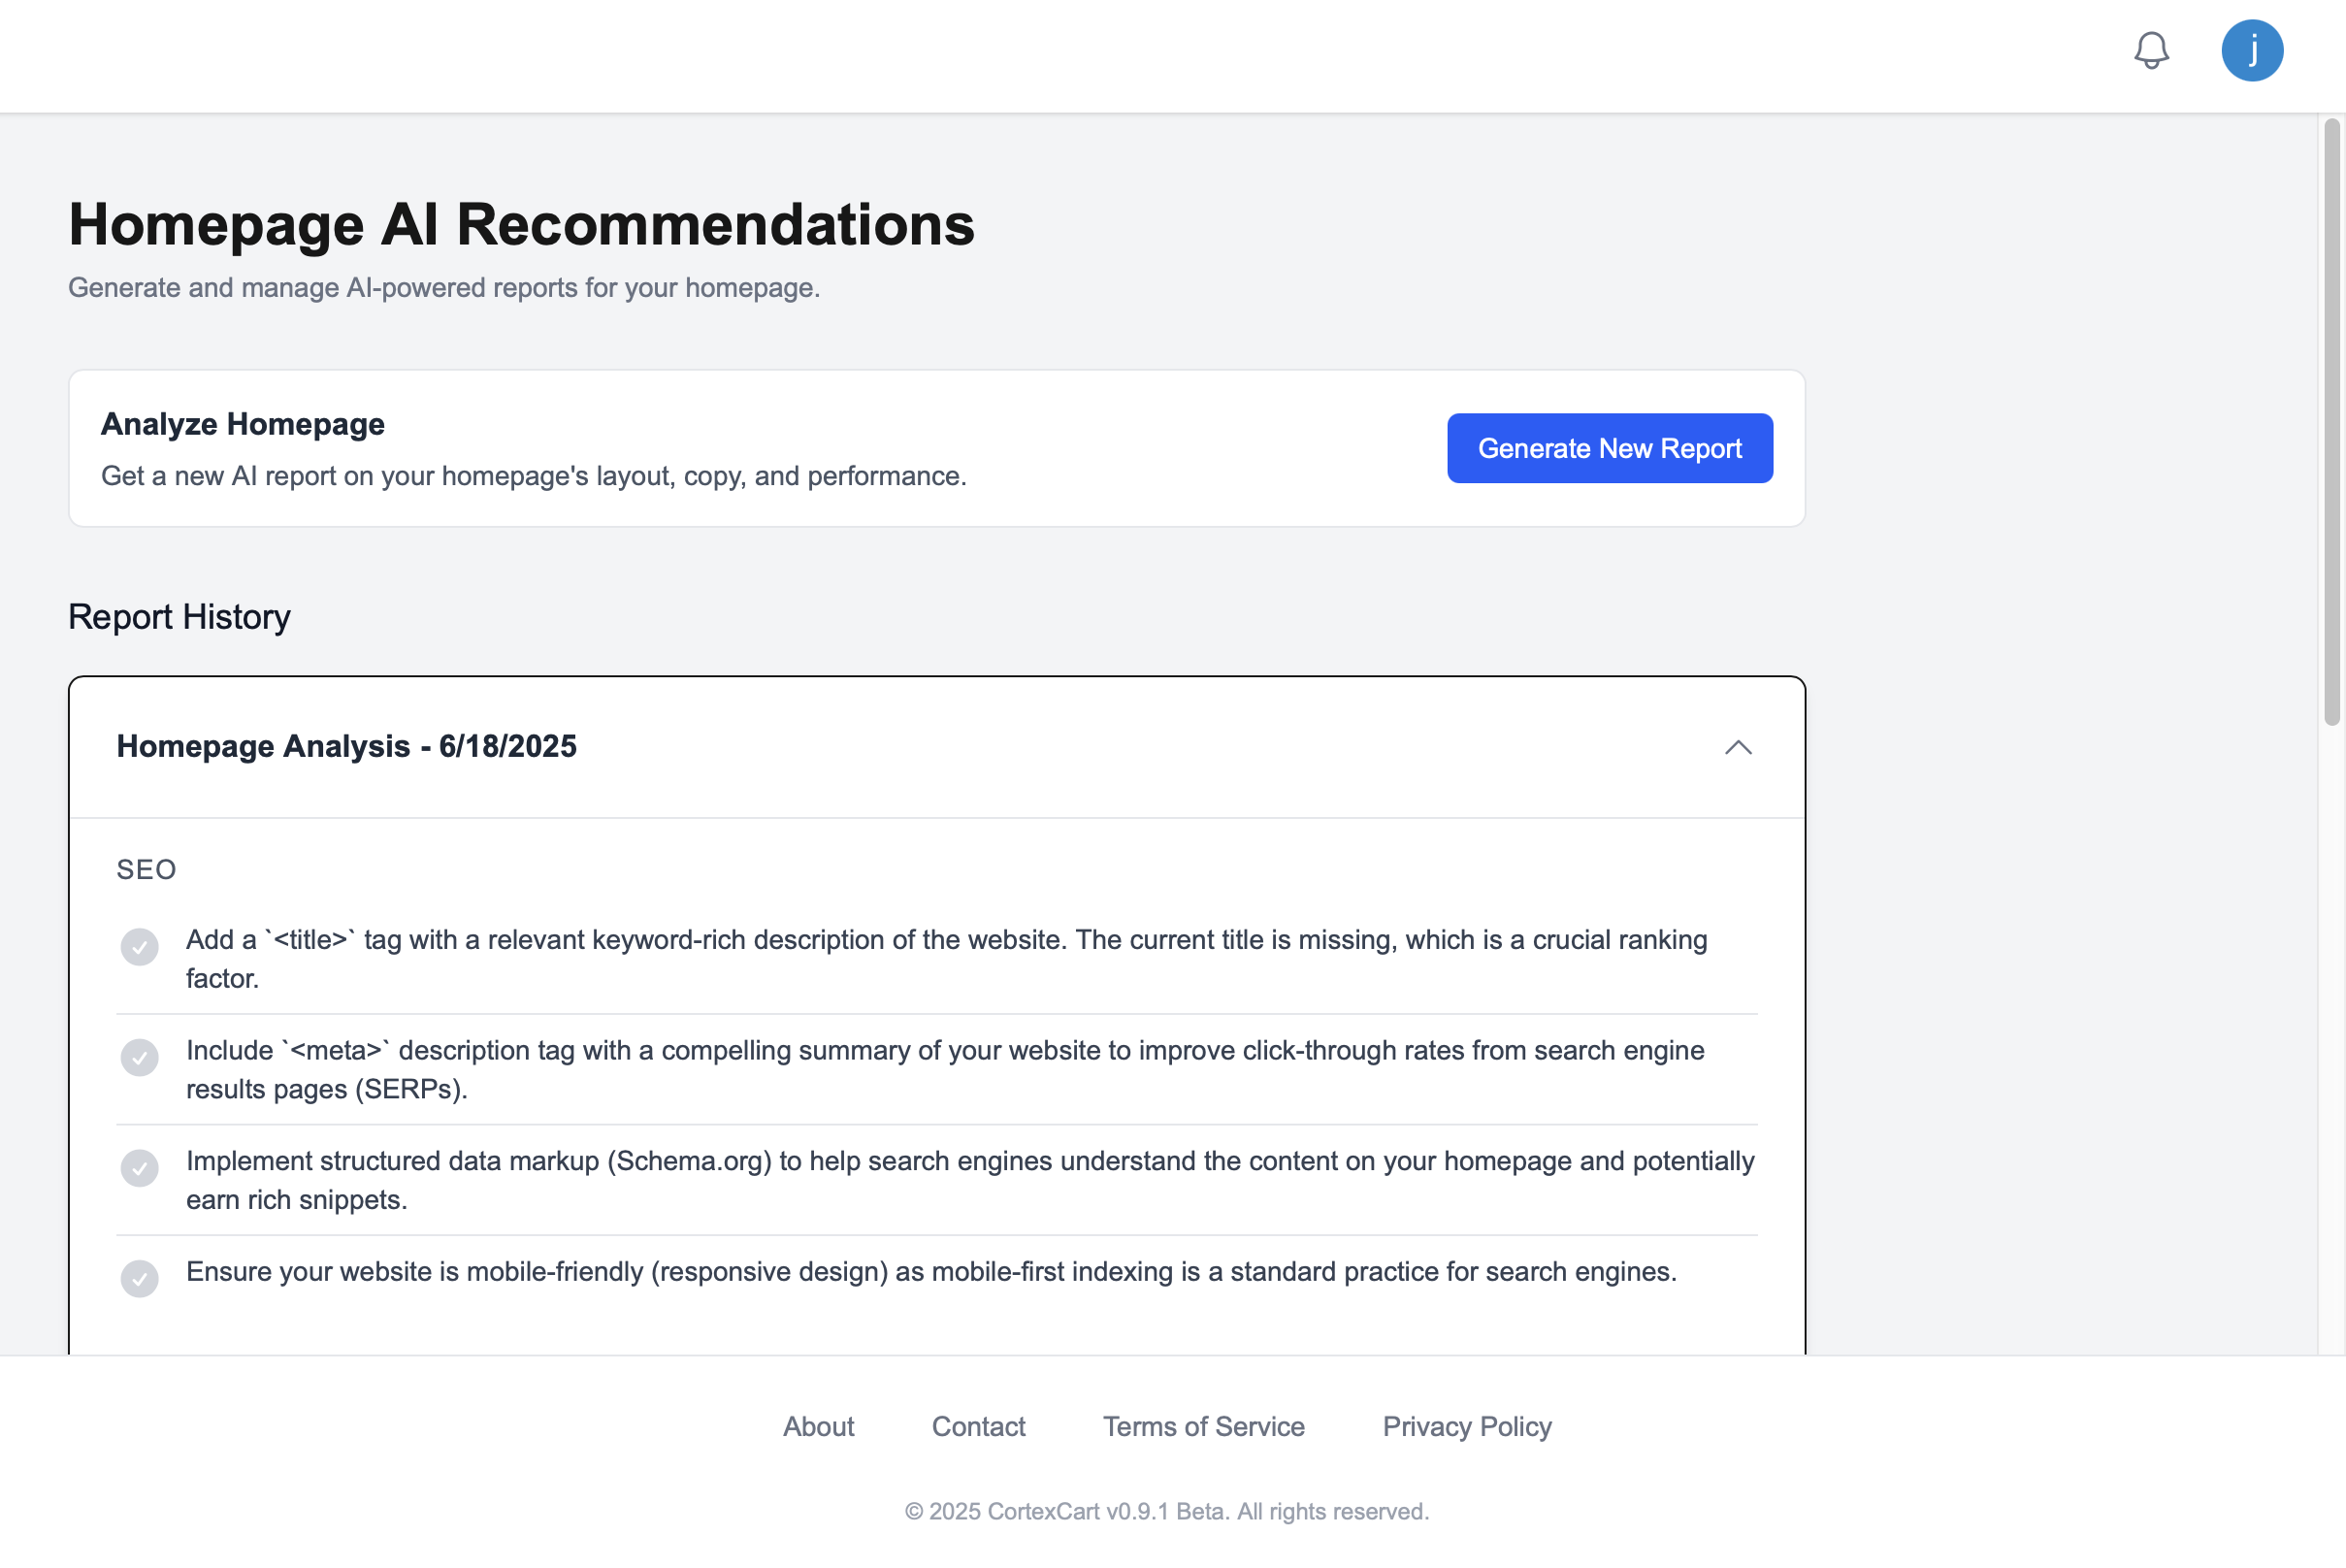 j
Homepage AI Recommendations
Generate and manage AI-powered reports for your homepage.
Analyze Homepage
Get a new AI report on your homepage's layout, copy, and performance.
Generate New Report
Report History
Homepage Analysis - 6/18/2025
SEO
Add a `<title>` tag with a relevant keyword-rich description of the website. The current title is missing, which is a crucial ranking
factor.
Include `<meta>` description tag with a compelling summary of your website to improve click-through rates from search engine
results pages (SERPs).
Implement structured data markup (Schema.org) to help search engines understand the content on your homepage and potentially
earn rich snippets.
Ensure your website is mobile-friendly (responsive design) as mobile-first indexing is a standard practice for search engines.
About Contact Terms of Service Privacy Policy
© 2025 CortexCart v0.9.1 Beta. All rights reserved.